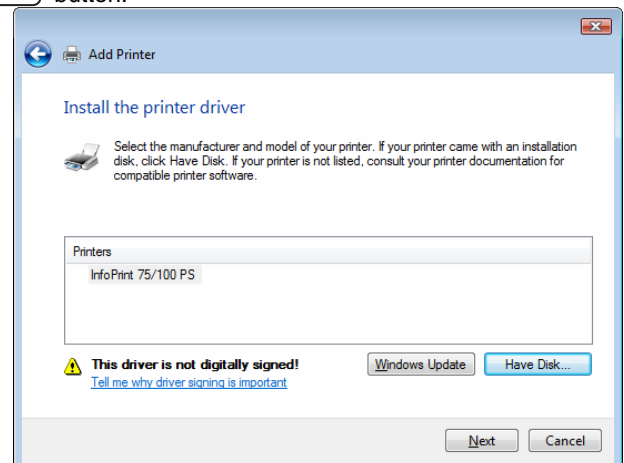 button.
Add Printer
Install the printer driver
Select the manufacturer and model of your printer. If your printer came with an installation
disk, click Have Disk. If your printer is not listed, consult your printer documentation for
compatible printer software.
Printers
InfoPrint 75/100 PS
This driver is not digitally signed!
Windows Update Have Disk...
Tell me why driver signing is important
Next Cancel